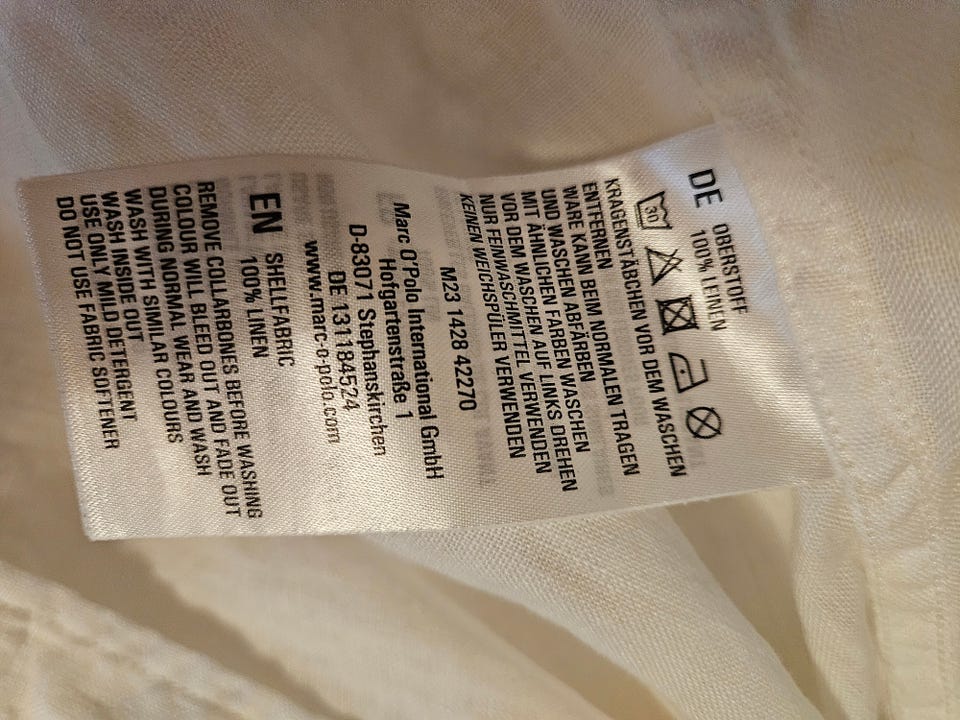 DE OBERSTOFF
100% LEINEN
30
KRAGENSTÄBCHEN VOR DEM WASCHEN
ENTFERNEN
WARE KANN BEIM NORMALEN TRAGEN
UND WASCHEN ABFÄRBEN
MIT ÄHNLICHEN FARBEN WASCHEN
VOR DEM WASCHEN AUF LINKS DREHEN
NUR FEINWASCHMITTEL VERWENDEN
KEINEN WEICHSPÜLER VERWENDEN
M23 1428 42270
Marc O'Polo International GmbH
Hofgartenstraße 1
D-83071 Stephanskirchen
DE 131184524
www.marc-o-polo.com
EN SHELLFABRIC
100% LINEN
REMOVE COLLARBONES BEFORE WASHING
COLOUR WILL BLEED OUT AND FADE OUT
DURING NORMAL WEAR AND WASH
WASH WITH SIMILAR COLOURS
WASH INSIDE OUT
USE ONLY MILD DETERGENT
DO NOT USE FABRIC SOFTENER